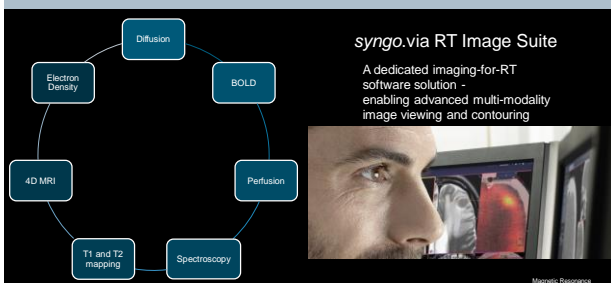 Diffusion
BOLD
Perfusion
Spectroscopy
T1 and T2
mapping
4D MRI
Electron
Density
syngo.via RT Image Suite
A dedicated imaging-for-RT
software solution -
enabling advanced multi-modality
image viewing and contouring
Magnetic Resonance